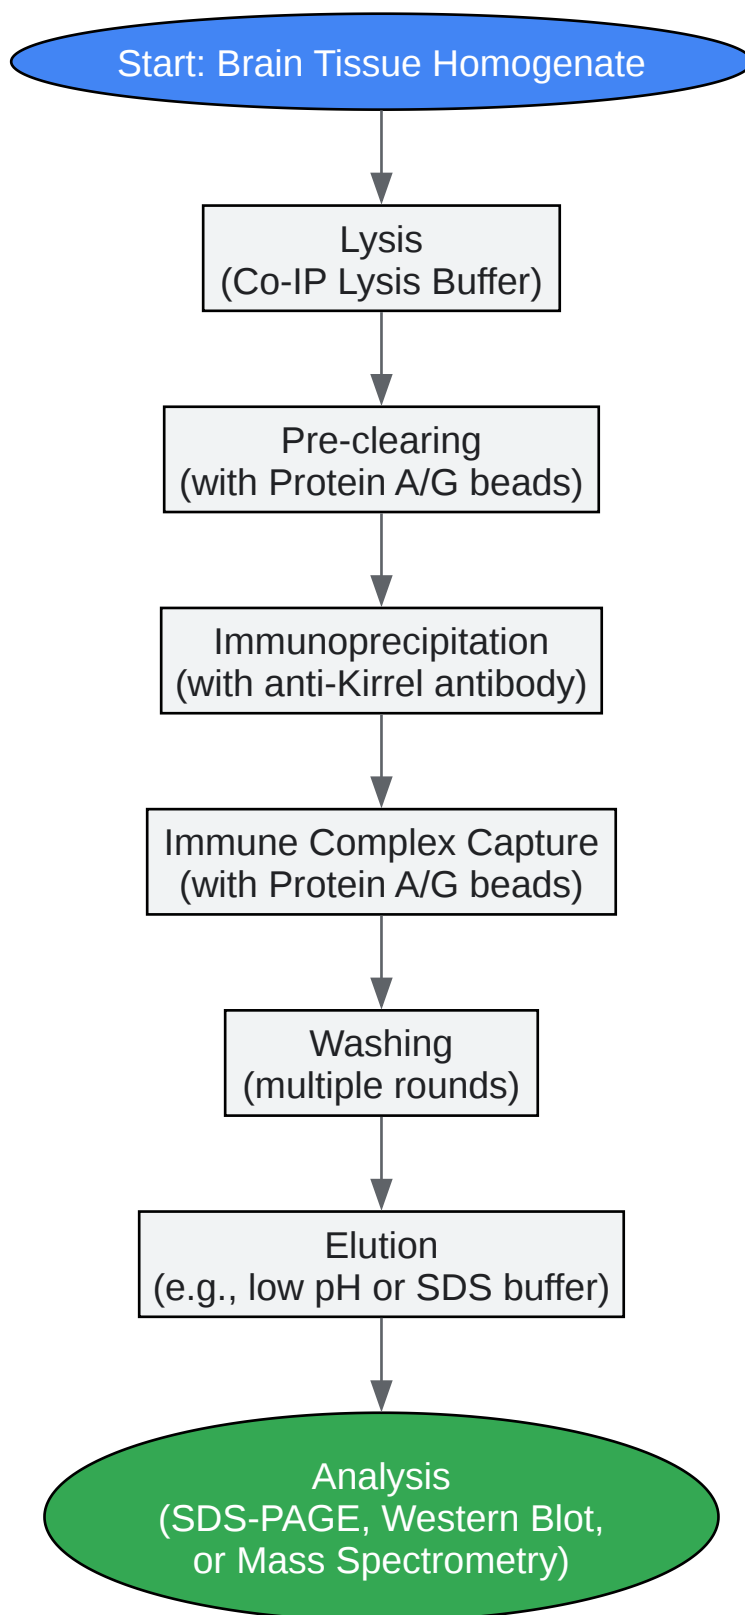 Start: Brain Tissue Homogenate
Lysis
(Co-IP Lysis Buffer)
Pre-clearing
(with Protein A/G beads)
Immunoprecipitation
(with anti-Kirrel antibody)
Immune Complex Capture
(with Protein A/G beads)
Washing
(multiple rounds)
Elution
(e.g., low pH or SDS buffer)
Analysis
(SDS-PAGE, Western Blot,
or Mass Spectrometry)